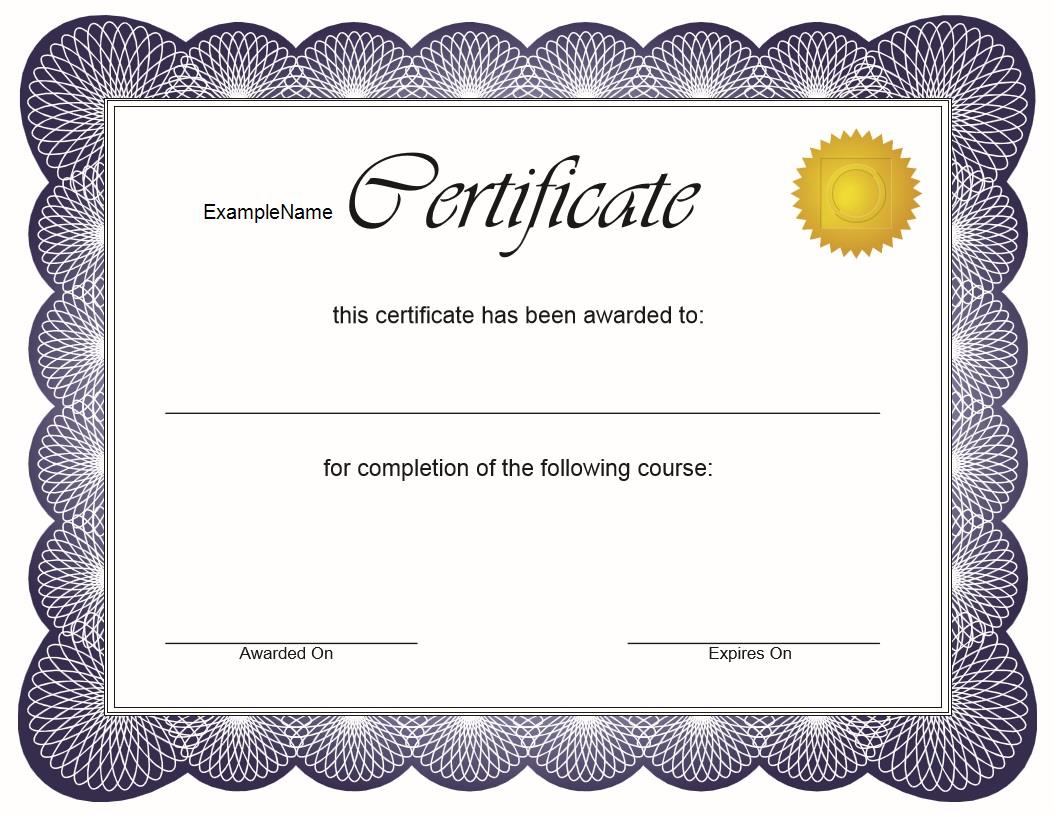 ExampleName Certificate
this certificate has been awarded to:
for completion of the following course:
Awarded On Expires On